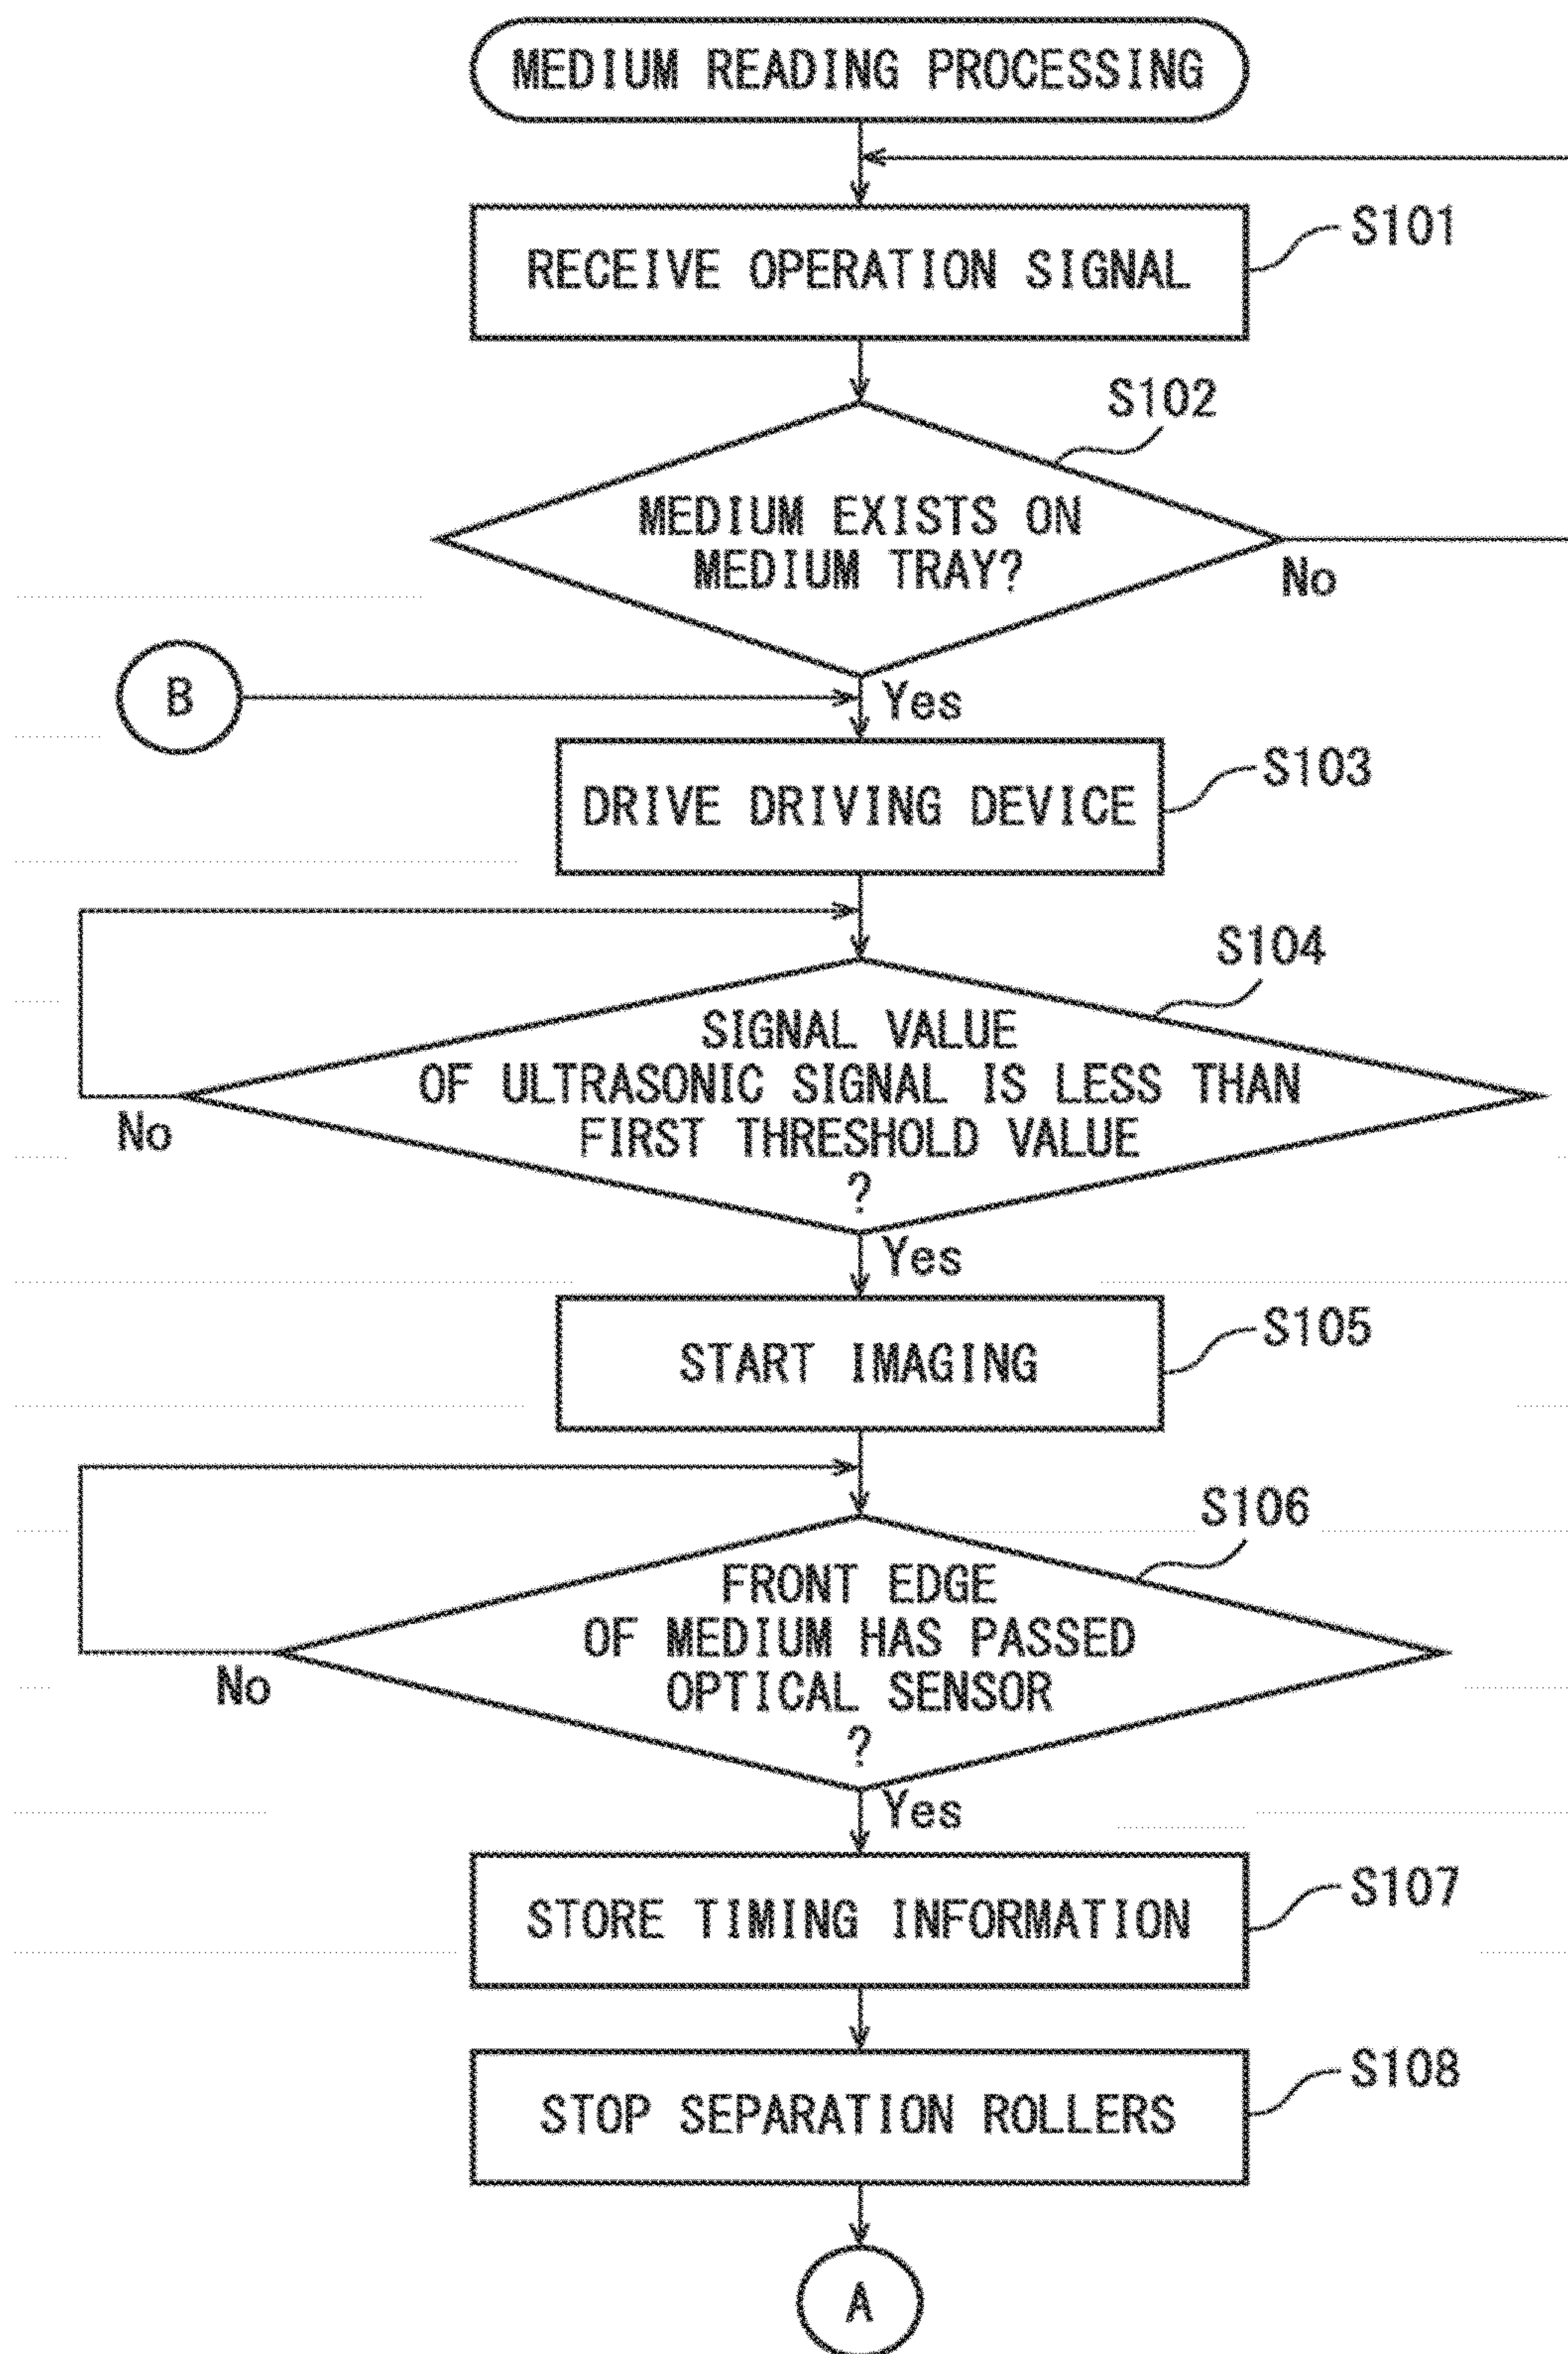 MEDIUM READING PROCESSING
RECEIVE OPERATION SIGNAL
S101
S102
MEDIUM EXISTS ON
MEDIUM TRAY?
No
B
Yes
DRIVE DRIVING DEVICE
S103
S104
SIGNAL VALUE
OF ULTRASONIC SIGNAL IS LESS THAN
FIRST THRESHOLD VALUE
?
No
Yes
START IMAGING
S105
S106
FRONT EDGE
OF MEDIUM HAS PASSED
OPTICAL SENSOR
?
No
Yes
STORE TIMING INFORMATION
S107
STOP SEPARATION ROLLERS
S108
A